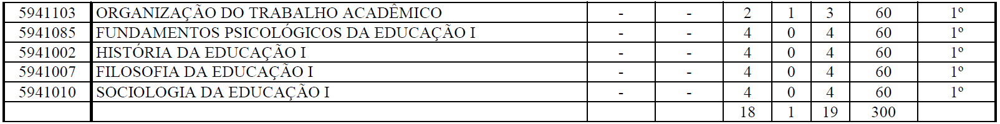 5941103 ORGANIZAÇÃO DO TRABALHO ACADÊMICO - - 2 1 3 60 1º
5941085 FUNDAMENTOS PSICOLÓGICOS DA EDUCAÇÃO I - - 4 0 4 60 1º
5941002 HISTÓRIA DA EDUCAÇÃO I - - 4 0 4 60 1º
5941007 FILOSOFIA DA EDUCAÇÃO I - - 4 0 4 60 1º
5941010 SOCIOLOGIA DA EDUCAÇÃO I - - 4 0 4 60 1º
18 1 19 300